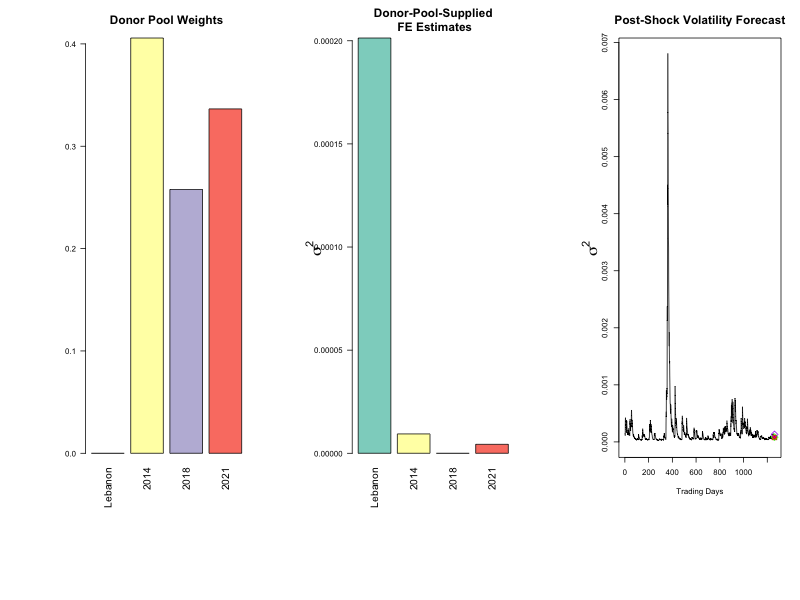 Donor Pool Weights
0.4
0.3
0.2
0.1
0.0
Lebanon
2014
2018
2021
Donor-Pool-Supplied
FE Estimates
σ²
0.00020
0.00015
0.00010
0.00005
0.00000
Lebanon
2014
2018
2021
Post-Shock Volatility Forecast
σ²
0.007
0.006
0.005
0.004
0.003
0.002
0.001
0.000
0 200 400 600 800 1000
Trading Days